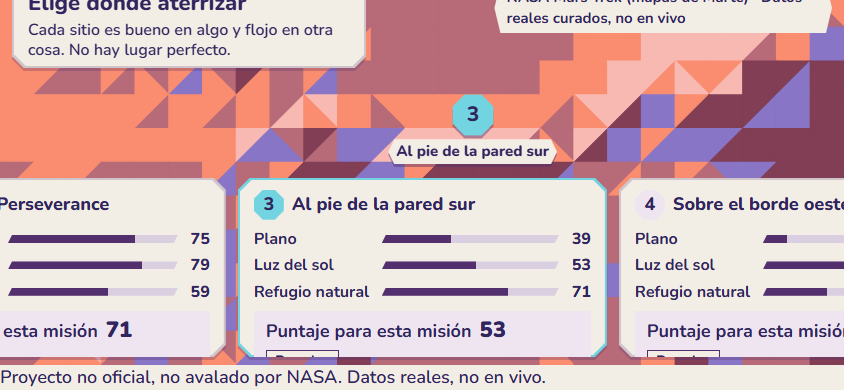 Elige dónde aterrizar
Cada sitio es bueno en algo y flojo en otra
cosa. No hay lugar perfecto.
NASA Mars Trek (mapas de Marte) · Datos
reales curados, no en vivo
3
Al pie de la pared sur
Perseverance
75
79
59
esta misión 71
3 Al pie de la pared sur
Plano 39
Luz del sol 53
Refugio natural 71
Puntaje para esta misión 53
4 Sobre el borde oeste
Plano
Luz del sol
Refugio natural
Puntaje para esta misión
Proyecto no oficial, no avalado por NASA. Datos reales, no en vivo.